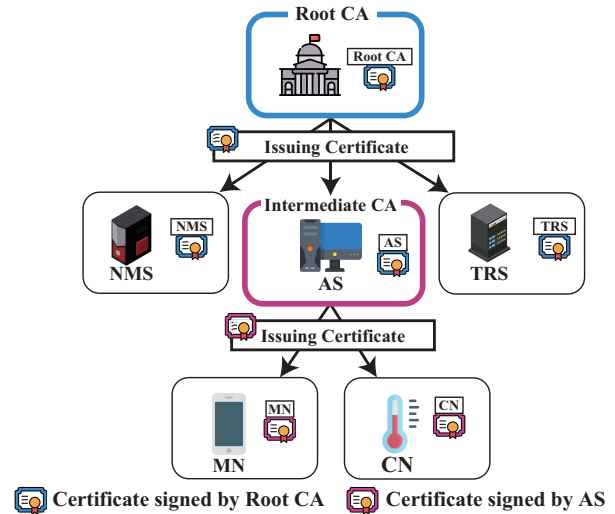 Root CA
Root CA
Issuing Certificate
NMS
NMS
Intermediate CA
AS
AS
TRS
TRS
Issuing Certificate
MN
MN
CN
CN
Certificate signed by Root CA
Certificate signed by AS